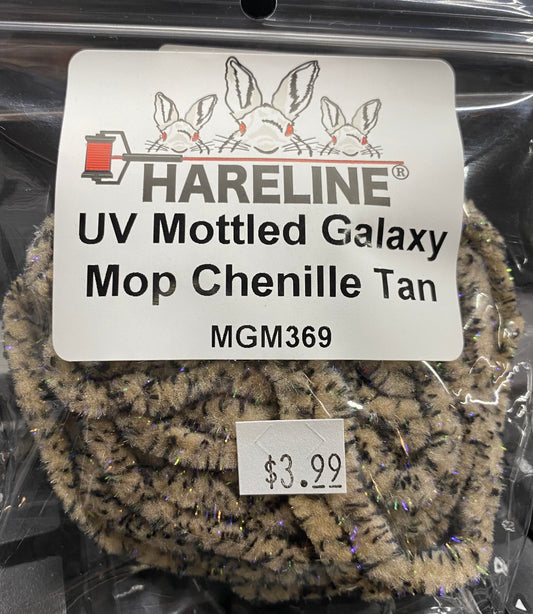 HARELINE®
UV Mottled Galaxy
Mop Chenille Tan
MGM369
$3.99